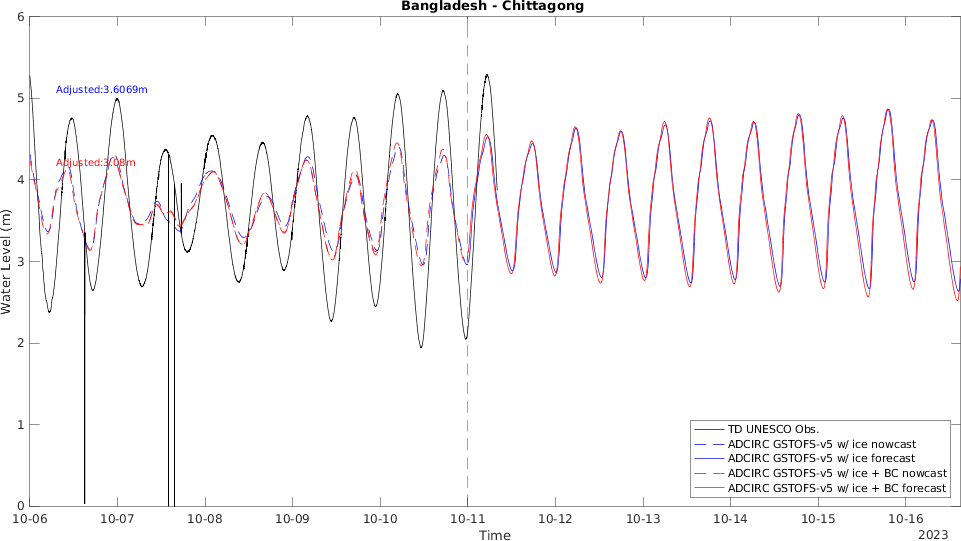 Bangladesh - Chittagong
6
5
4
3
2
1
0
Water Level (m)
Adjusted:3.6069m
Adjusted:3.08m
TD UNESCO Obs.
ADCIRC GSTOFS-v5 w/ ice nowcast
ADCIRC GSTOFS-v5 w/ ice forecast
ADCIRC GSTOFS-v5 w/ ice + BC nowcast
ADCIRC GSTOFS-v5 w/ ice + BC forecast
10-06 10-07 10-08 10-09 10-10 10-11 10-12 10-13 10-14 10-15 10-16
Time
2023